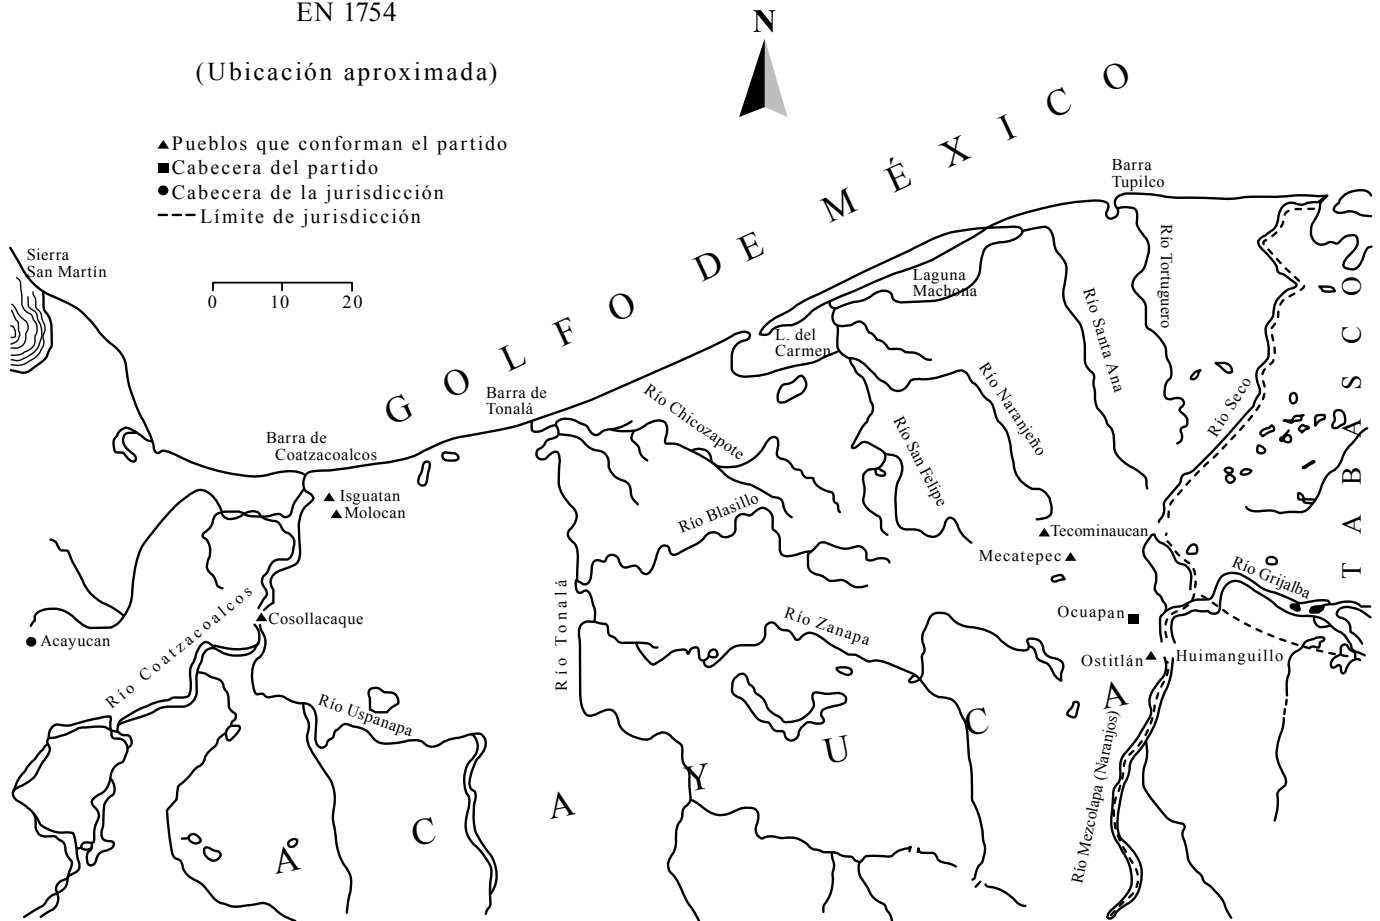 EN 1754
(Ubicación aproximada)
N
Pueblos que conforman el partido
Cabecera del partido
Cabecera de la jurisdicción
Límite de jurisdicción
0 10 20
GOLFO DE MÉXICO
Barra
Tupilco
Sierra
San Martín
Río Tortuguero
Laguna
Machona
Río Santa Ana
L. del
Carmen
Río Naranjeño
Río Seco
TABASCO
Barra de
Tonalá
Río Chicozapote
Río San Felipe
Barra de
Coatzacoalcos
Isguatan
Molocan
Río Blasillo
Tecominaucan
Mecatepec
Río Grijalba
Río Tonalá
Río Coatzacoalcos
Cosollacaque
Ocuapan
Río Zanapa
Acayucan
Ostitlán
Huimanguillo
Río Uspanapa
Río Mezcolapa (Naranjos)
ACAYUCA